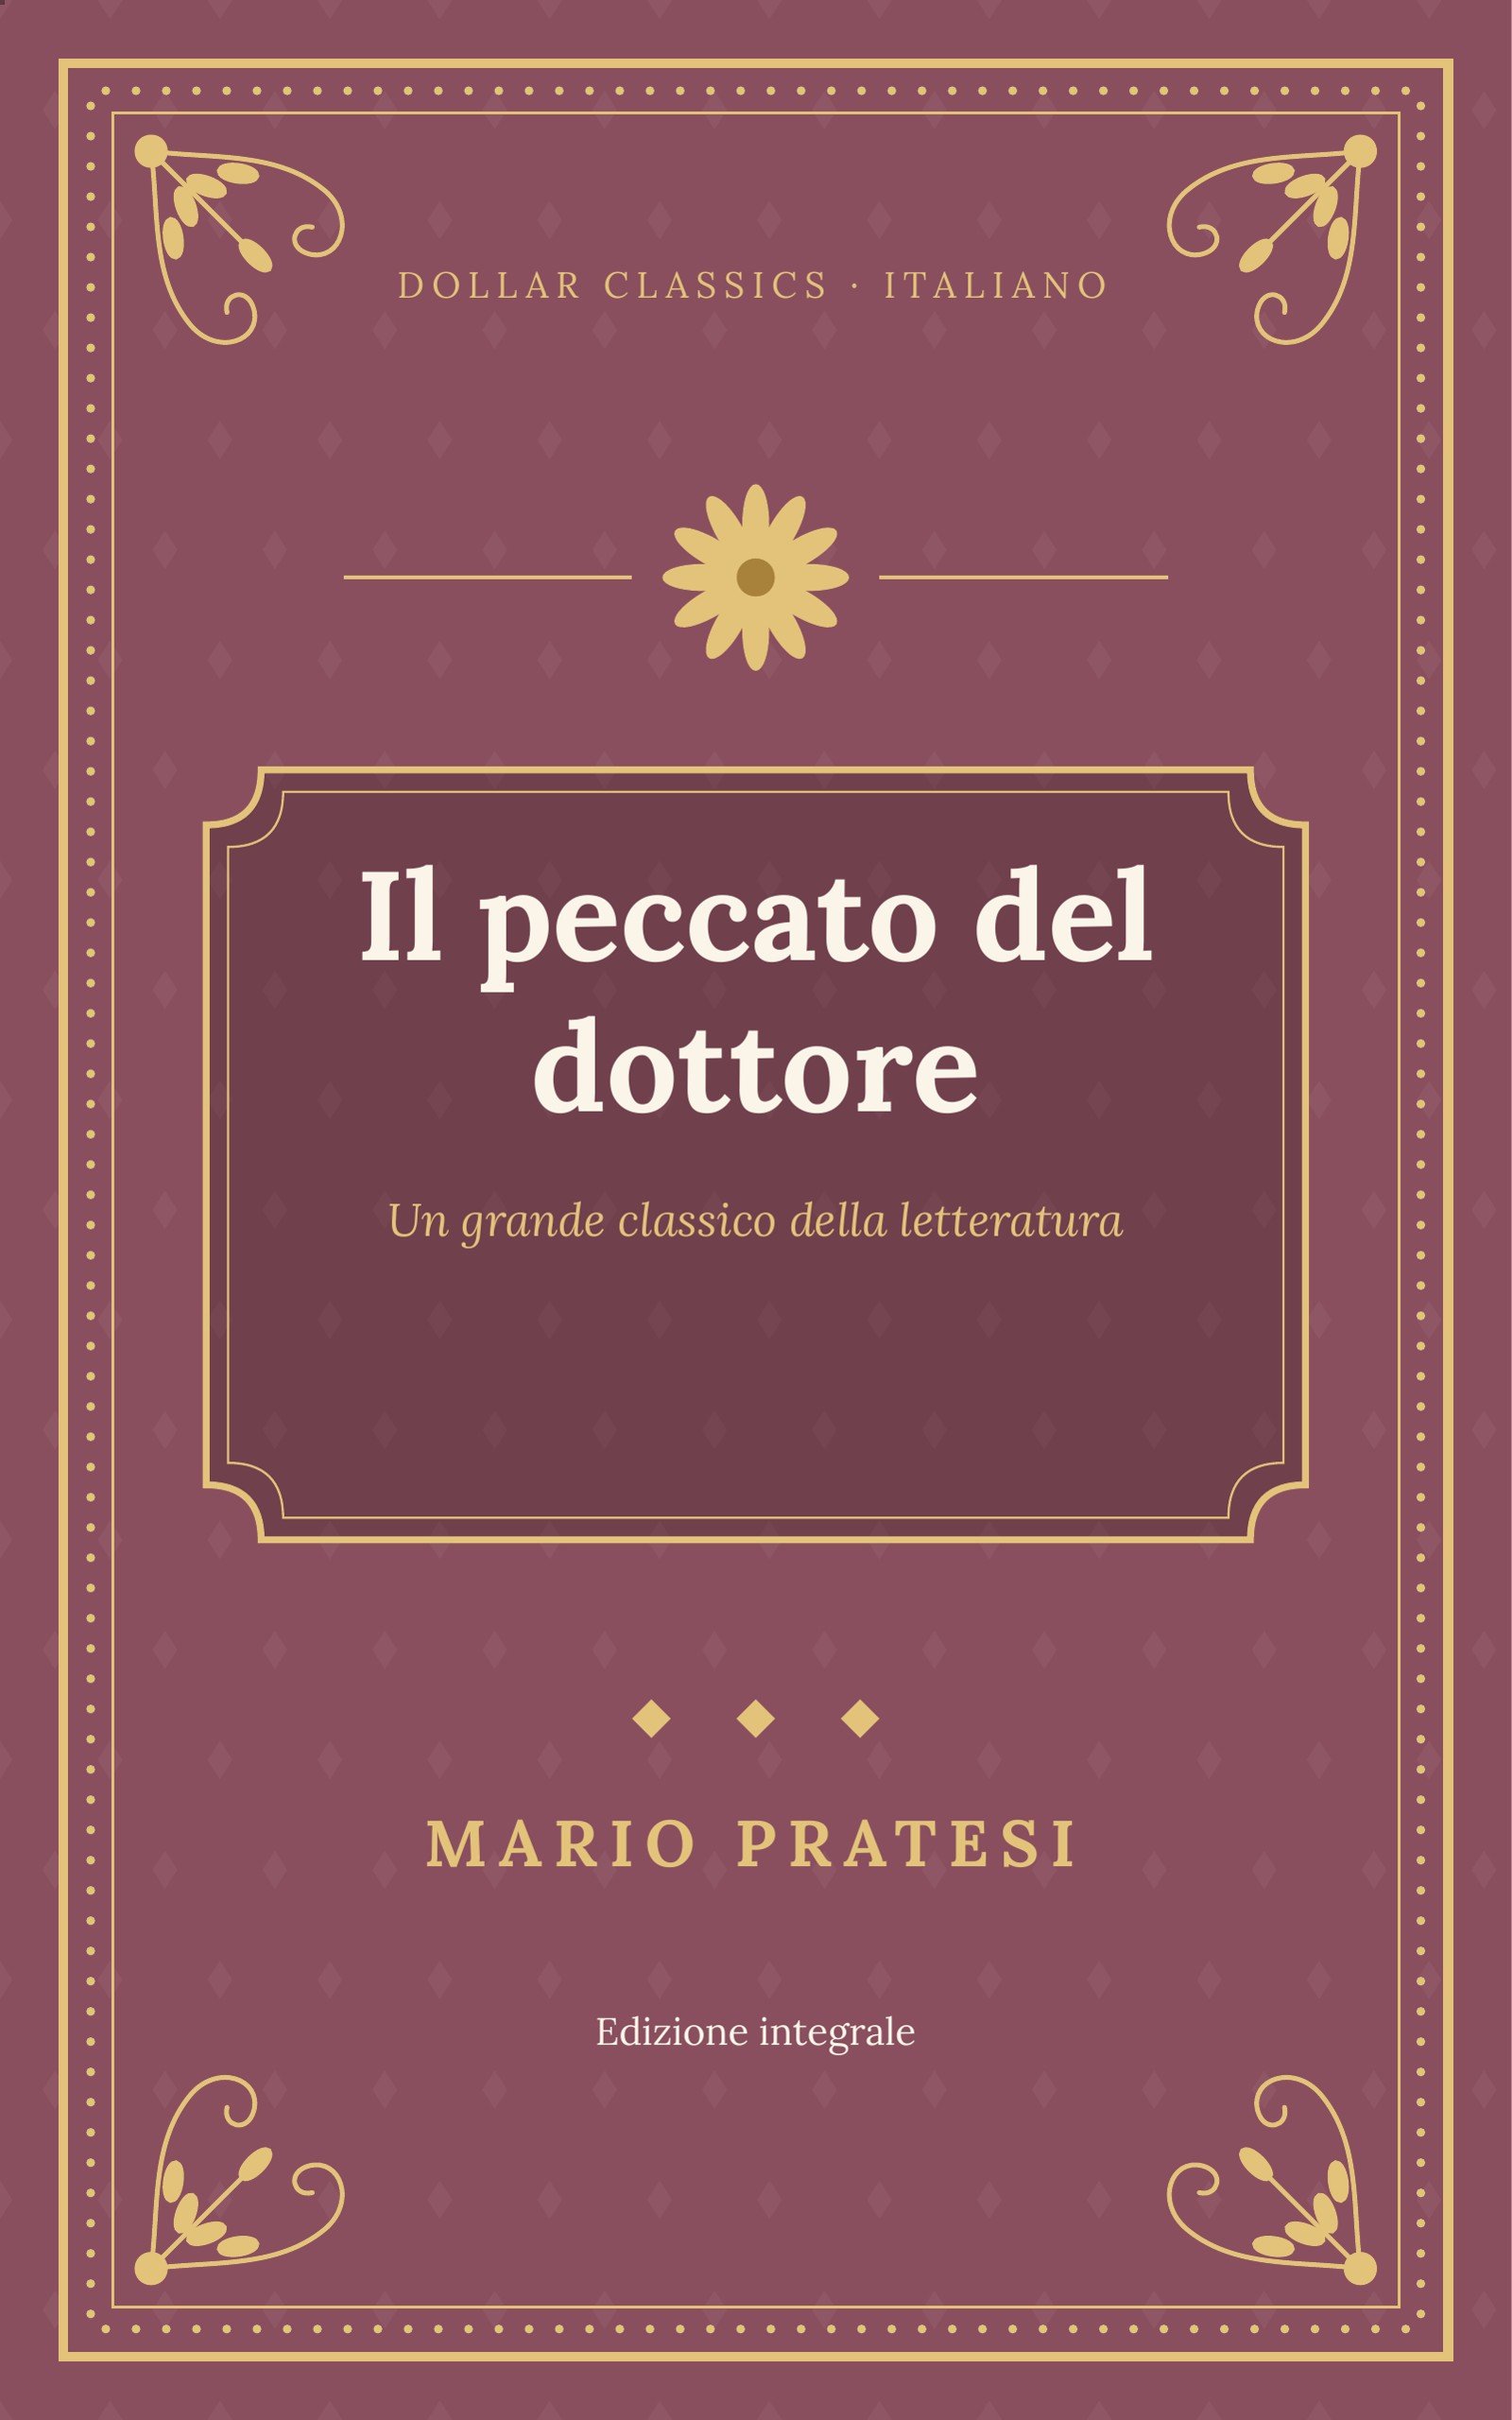 DOLLAR CLASSICS · ITALIANO
Il peccato del
dottore
Un grande classico della letteratura
MARIO PRATESI
Edizione integrale